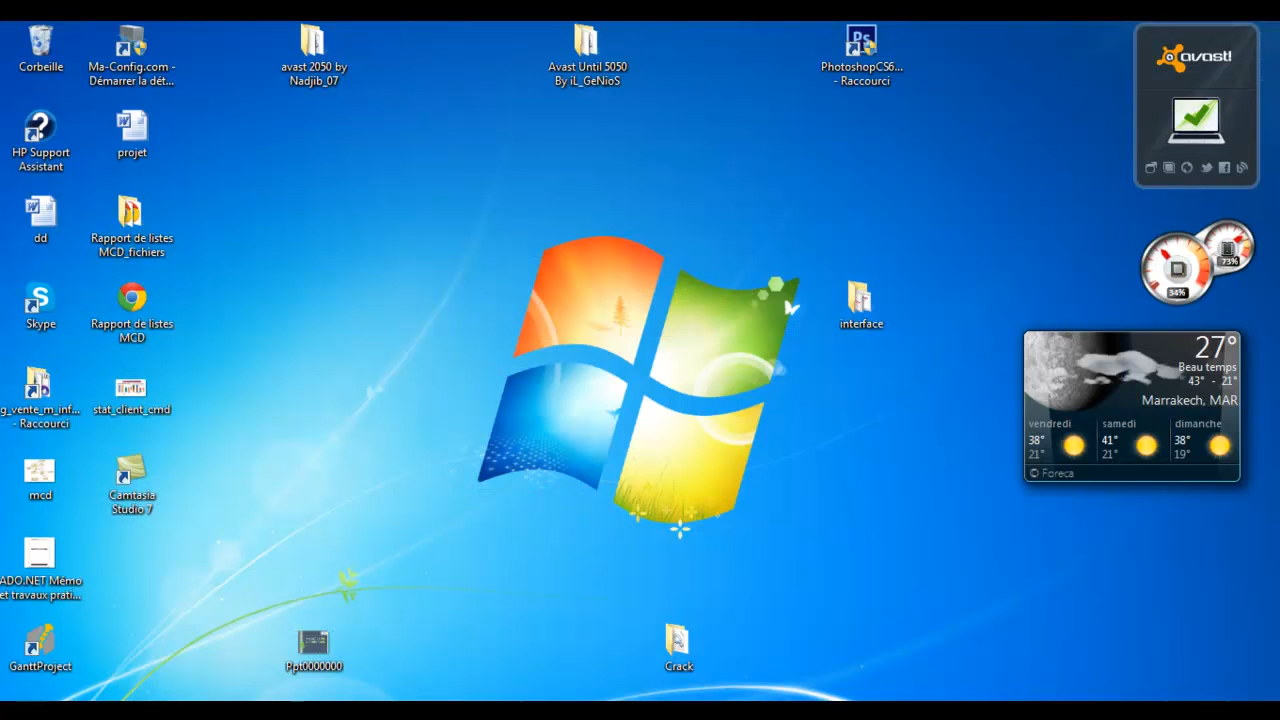 Corbeille
Ma-Config.com -
Démarrer la dét...
avast 2050 by
Nadjib_07
Avast Until 5050
By iL_GeNioS
Ps
PhotoshopCS6...
- Raccourci
avast!
HP Support
Assistant
projet
dd
Rapport de listes
MCD_fichiers
73%
34%
Skype
Rapport de listes
MCD
interface
27°
Beau temps
43° - 21°
Marrakech, MAR
vendredi
samedi
dimanche
38°
41°
38°
21°
21°
19°
© Foreca
g_vente_m_inf...
- Raccourci
stat_client_cmd
mcd
Camtasia
Studio 7
ADO.NET Mémo
et travaux prati...
GanttProject
Ppt0000000
Crack